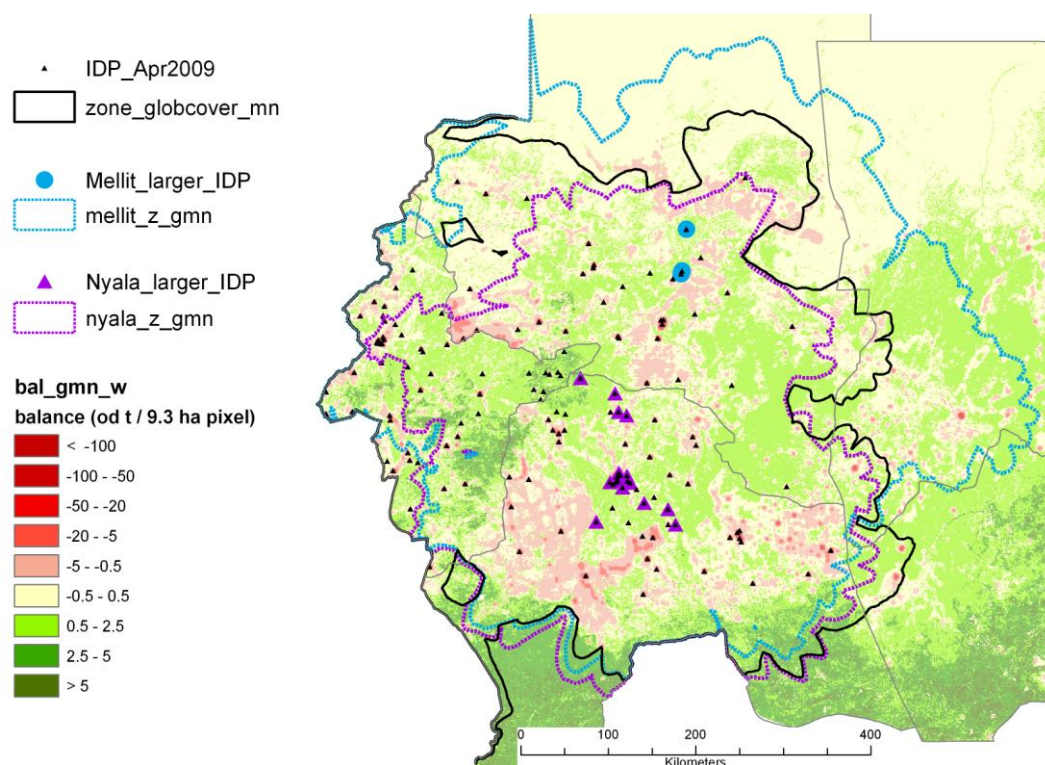 IDP_Apr2009
zone_globcover_mn
Mellit_larger_IDP
mellit_z_gmn
Nyala_larger_IDP
nyala_z_gmn
bal_gmn_w
balance (od t / 9.3 ha pixel)
< -100
-100 - -50
-50 - -20
-20 - -5
-5 - -0.5
-0.5 - 0.5
0.5 - 2.5
2.5 - 5
> 5
0 100 200 400
Kilometers